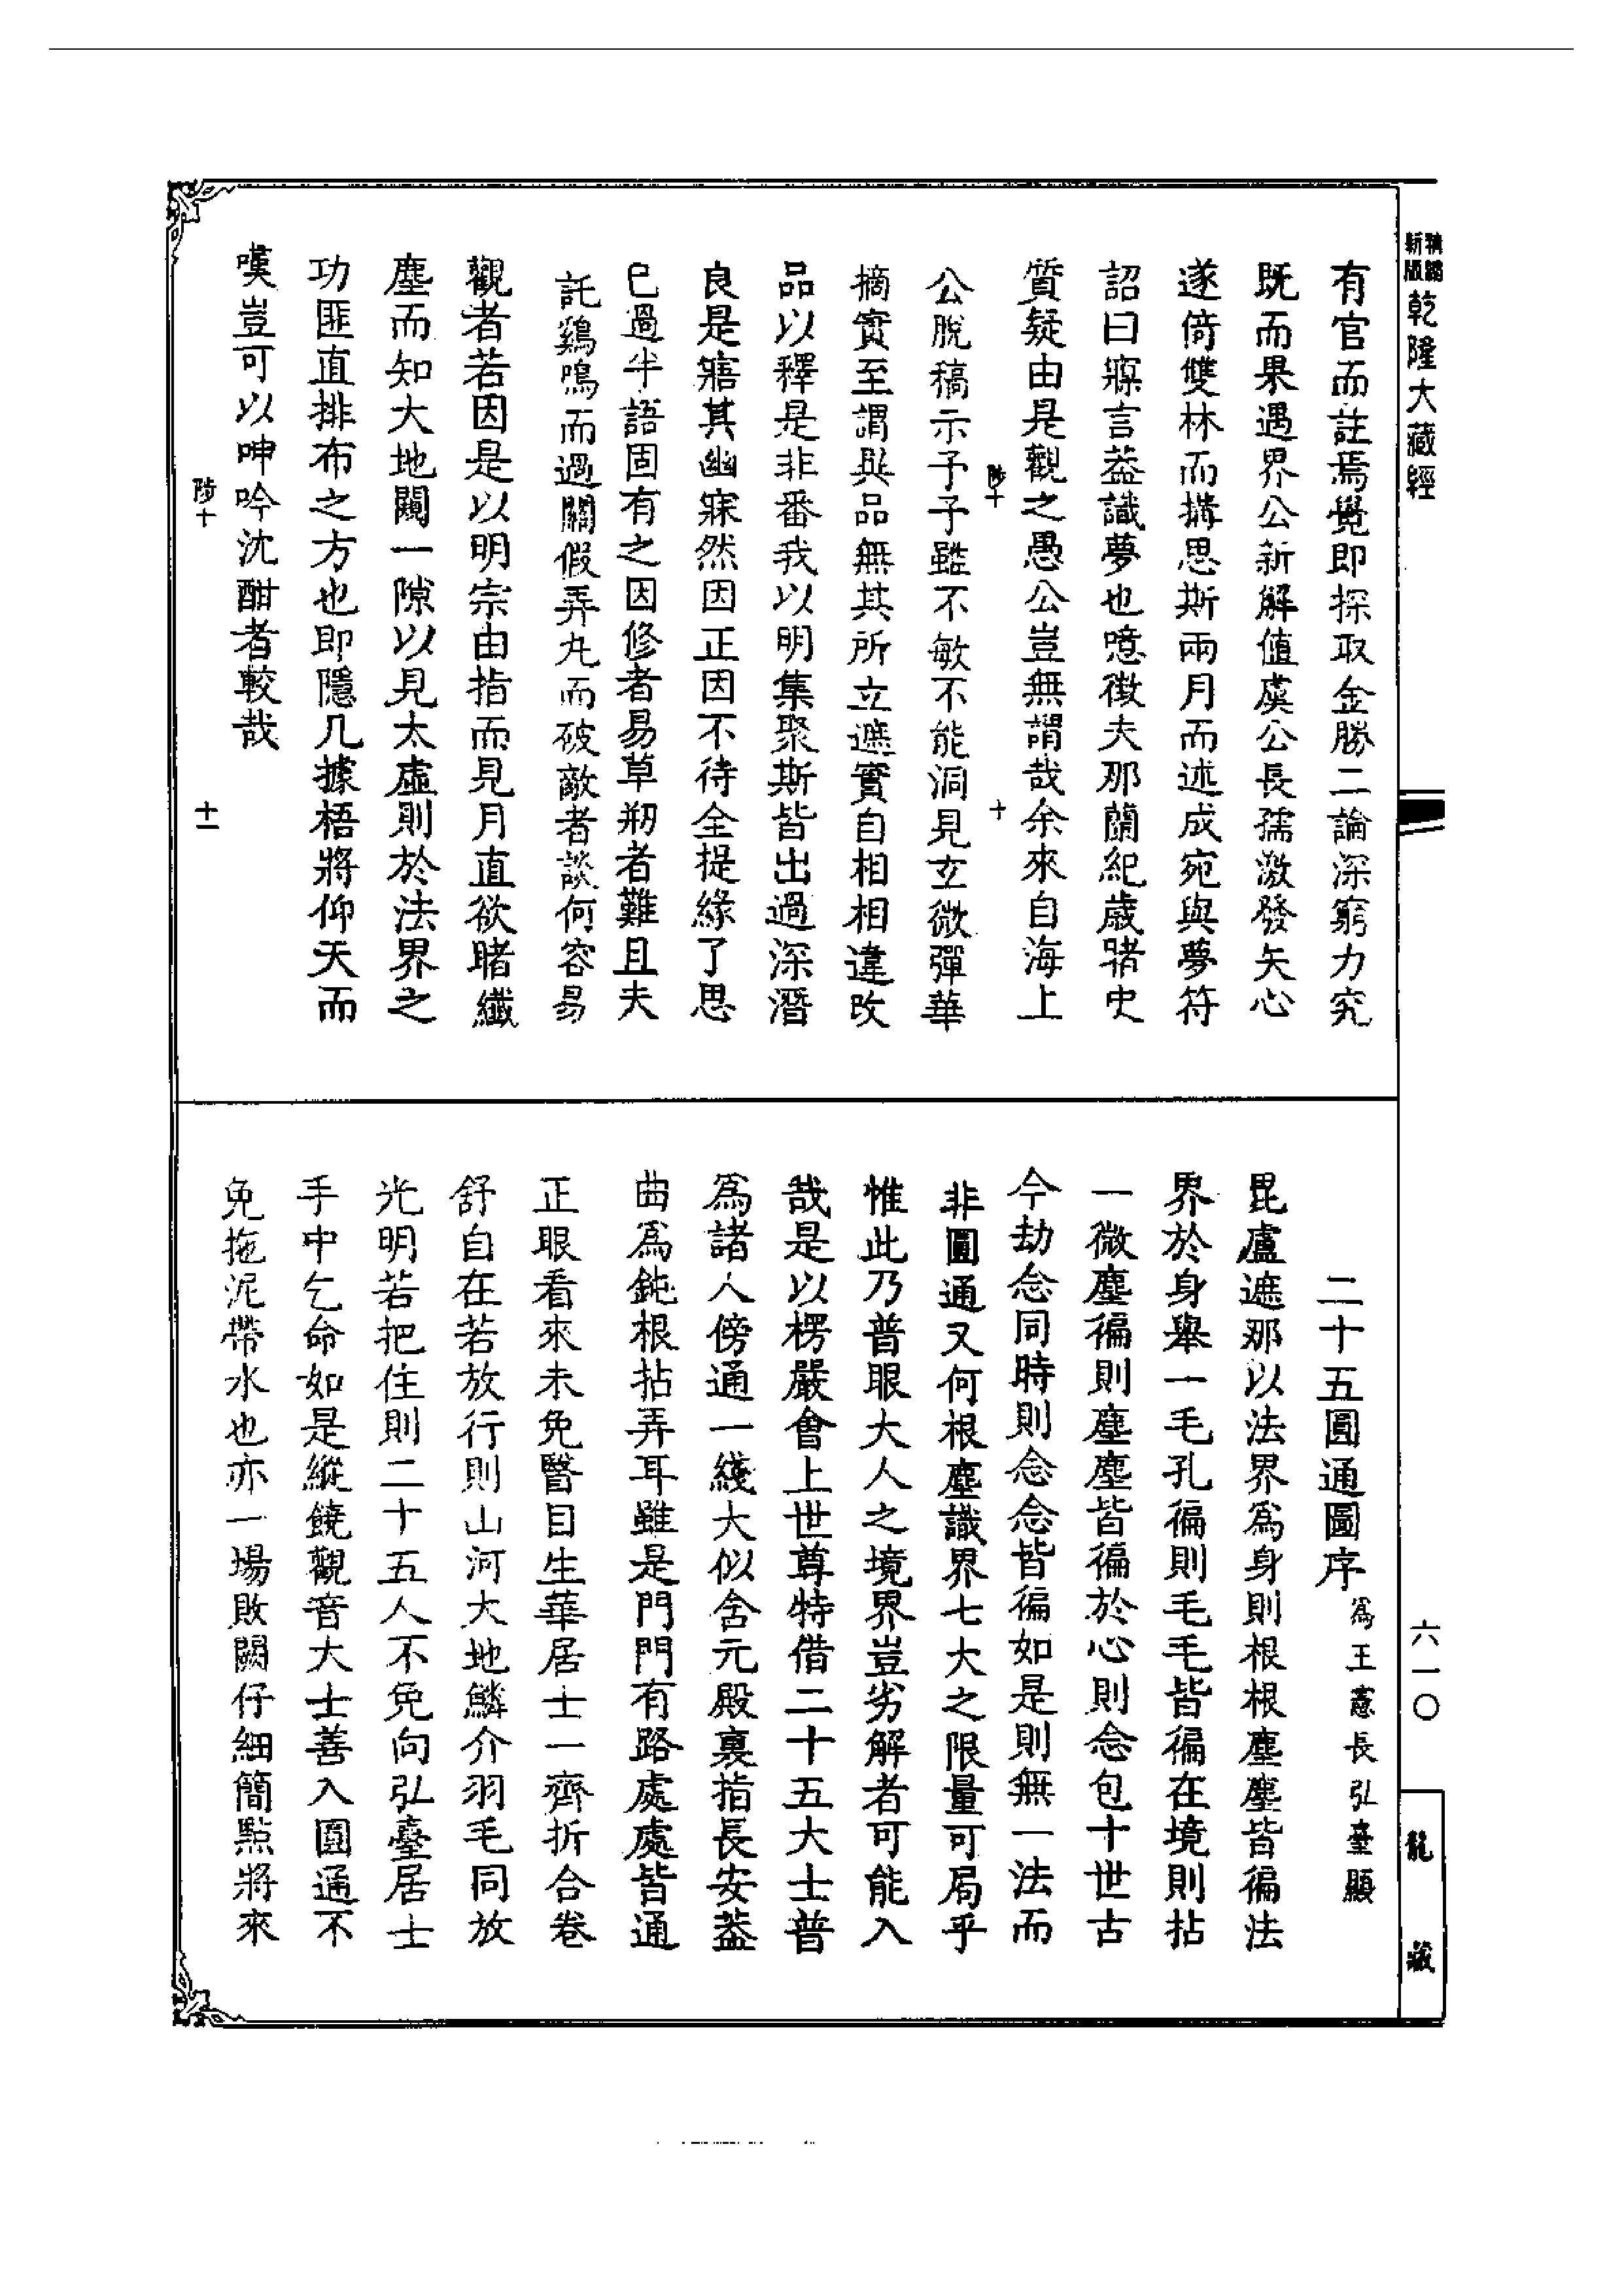 精縮新版
乾隆大藏經
有官而註焉覺即探取金勝二論深窮力究
既而果遇界公新解值虞公長孺激發矢心
遂倚雙林而搆思斯兩月而述成宛與夢符
詔曰寐言葢識夢也噫徴夫那蘭紀歲豬史
質疑由是觀之愚公豈無謂哉余來自海上
陟十
十
公脫稿示予予雖不敏不能洞見立微彈華
摘實至謂與品無其所立遮實自相相違改
品以釋是非番我以明集聚斯皆出過深潛
良是寤其幽寐然因正因不待全提緣了思
巳過半語固有之因修者易草剏者難且夫
託鷄鳴而過關假弄丸而破敵者談何容易
觀者若因是以明宗由指而見月直欲睹纖
塵而知大地闚一隙以見太虛則於法界之
功匪直排布之方也即隱几據梧將仰天而
嘆豈可以呻吟沈酣者較哉
陟十
十一
二十五圓通圖序
爲王憲長弘臺題
毘盧遮那以法界爲身則根根塵塵皆徧法
界於身舉一毛孔徧則毛毛皆徧在境則拈
一微塵徧則塵塵皆徧於心則念包十世古
今劫念同時則念念皆徧如是則無一法而
非圓通又何根塵識界七大之限量可局乎
惟此乃普眼大人之境界豈劣解者可能入
哉是以楞嚴會上世尊特借二十五大士普
爲諸人傍通一綫大似含元殿裏指長安葢
曲爲鈍根拈弄耳雖是門門有路處處皆通
正眼看來未免翳目生華居士一齊折合卷
舒自在若放行則山河大地鱗介羽毛同放
光明若把住則二十五人不免向弘臺居士
手中乞命如是縱饒觀音大士善入圓通不
免拖泥帶水也亦一場敗闕仔細簡點將來
六一〇
龍藏